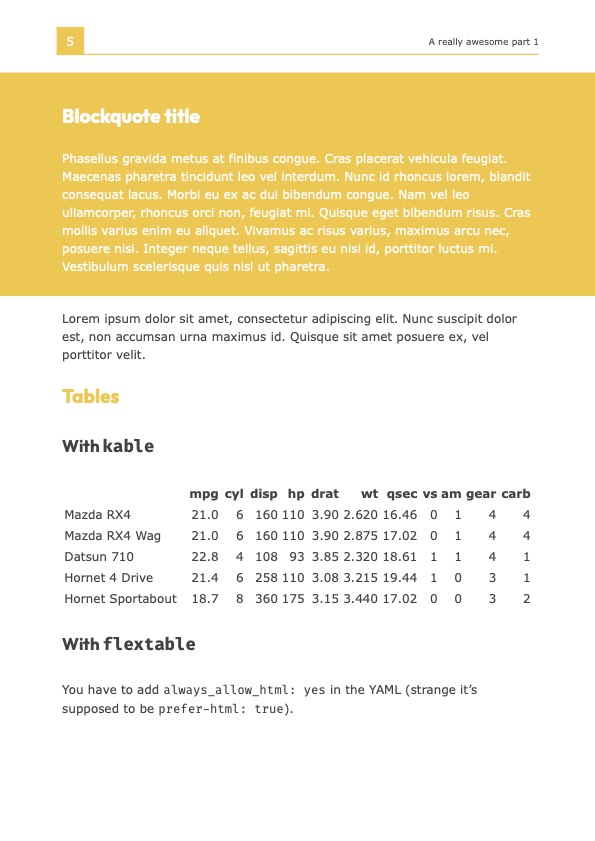 5
A really awesome part 1
Blockquote title
Phasellus gravida metus at finibus congue. Cras placerat vehicula feugiat.
Maecenas pharetra tincidunt leo vel interdum. Nunc id rhoncus lorem, blandit
consequat lacus. Morbi eu ex ac dui bibendum congue. Nam vel leo
ullamcorper, rhoncus orci non, feugiat mi. Quisque eget bibendum risus. Cras
mollis varius enim eu aliquet. Vivamus ac risus varius, maximus arcu nec,
posuere nisi. Integer neque tellus, sagittis eu nisi id, porttitor luctus mi.
Vestibulum scelerisque quis nisl ut pharetra.
Lorem ipsum dolor sit amet, consectetur adipiscing elit. Nunc suscipit dolor
est, non accumsan urna maximus id. Quisque sit amet posuere ex, vel
porttitor velit.
Tables
With kable
mpg cyl disp hp drat wt qsec vs am gear carb
Mazda RX4 21.0 6 160 110 3.90 2.620 16.46 0 1 4 4
Mazda RX4 Wag 21.0 6 160 110 3.90 2.875 17.02 0 1 4 4
Datsun 710 22.8 4 108 93 3.85 2.320 18.61 1 1 4 1
Hornet 4 Drive 21.4 6 258 110 3.08 3.215 19.44 1 0 3 1
Hornet Sportabout 18.7 8 360 175 3.15 3.440 17.02 0 0 3 2
With flextable
You have to add always_allow_html: yes in the YAML (strange it’s
supposed to be prefer-html: true).